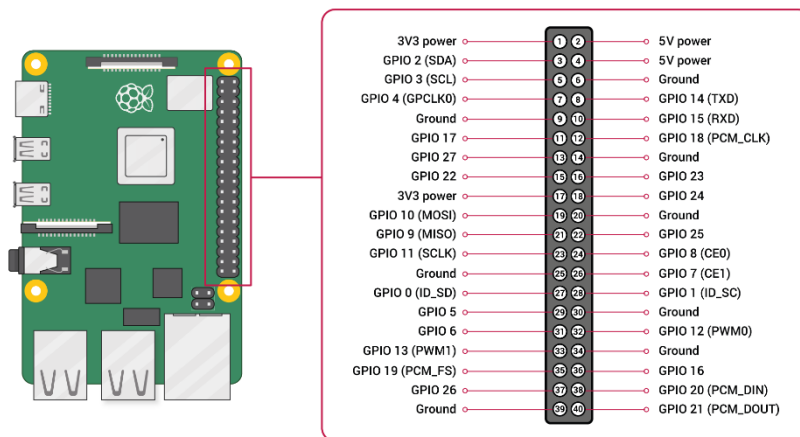 3V3 power 1 2 5V power
GPIO 2 (SDA) 3 4 5V power
GPIO 3 (SCL) 5 6 Ground
GPIO 4 (GPCLK0) 7 8 GPIO 14 (TXD)
Ground 9 10 GPIO 15 (RXD)
GPIO 17 11 12 GPIO 18 (PCM_CLK)
GPIO 27 13 14 Ground
GPIO 22 15 16 GPIO 23
3V3 power 17 18 GPIO 24
GPIO 10 (MOSI) 19 20 Ground
GPIO 9 (MISO) 21 22 GPIO 25
GPIO 11 (SCLK) 23 24 GPIO 8 (CE0)
Ground 25 26 GPIO 7 (CE1)
GPIO 0 (ID_SD) 27 28 GPIO 1 (ID_SC)
GPIO 5 29 30 Ground
GPIO 6 31 32 GPIO 12 (PWM0)
GPIO 13 (PWM1) 33 34 Ground
GPIO 19 (PCM_FS) 35 36 GPIO 16
GPIO 26 37 38 GPIO 20 (PCM_DIN)
Ground 39 40 GPIO 21 (PCM_DOUT)